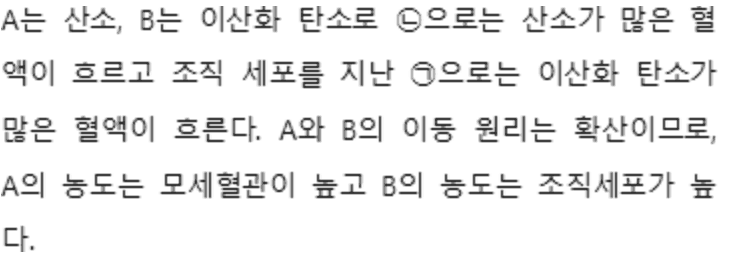 A는 산소, B는 이산화 탄소로 ㉡으로는 산소가 많은 혈
액이 흐르고 조직 세포를 지난 ㉠으로는 이산화 탄소가
많은 혈액이 흐른다. A와 B의 이동 원리는 확산이므로,
A의 농도는 모세혈관이 높고 B의 농도는 조직세포가 높
다.